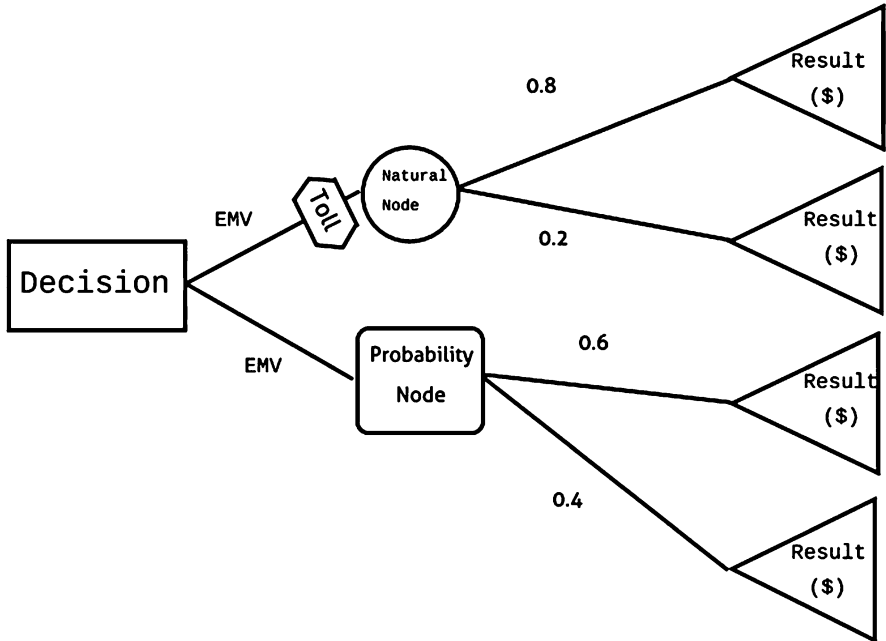 Result
($)
0.8
Natural
Node
Toll
EMV
Result
($)
0.2
Decision
EMV
Probability
Node
0.6
Result
($)
0.4
Result
($)